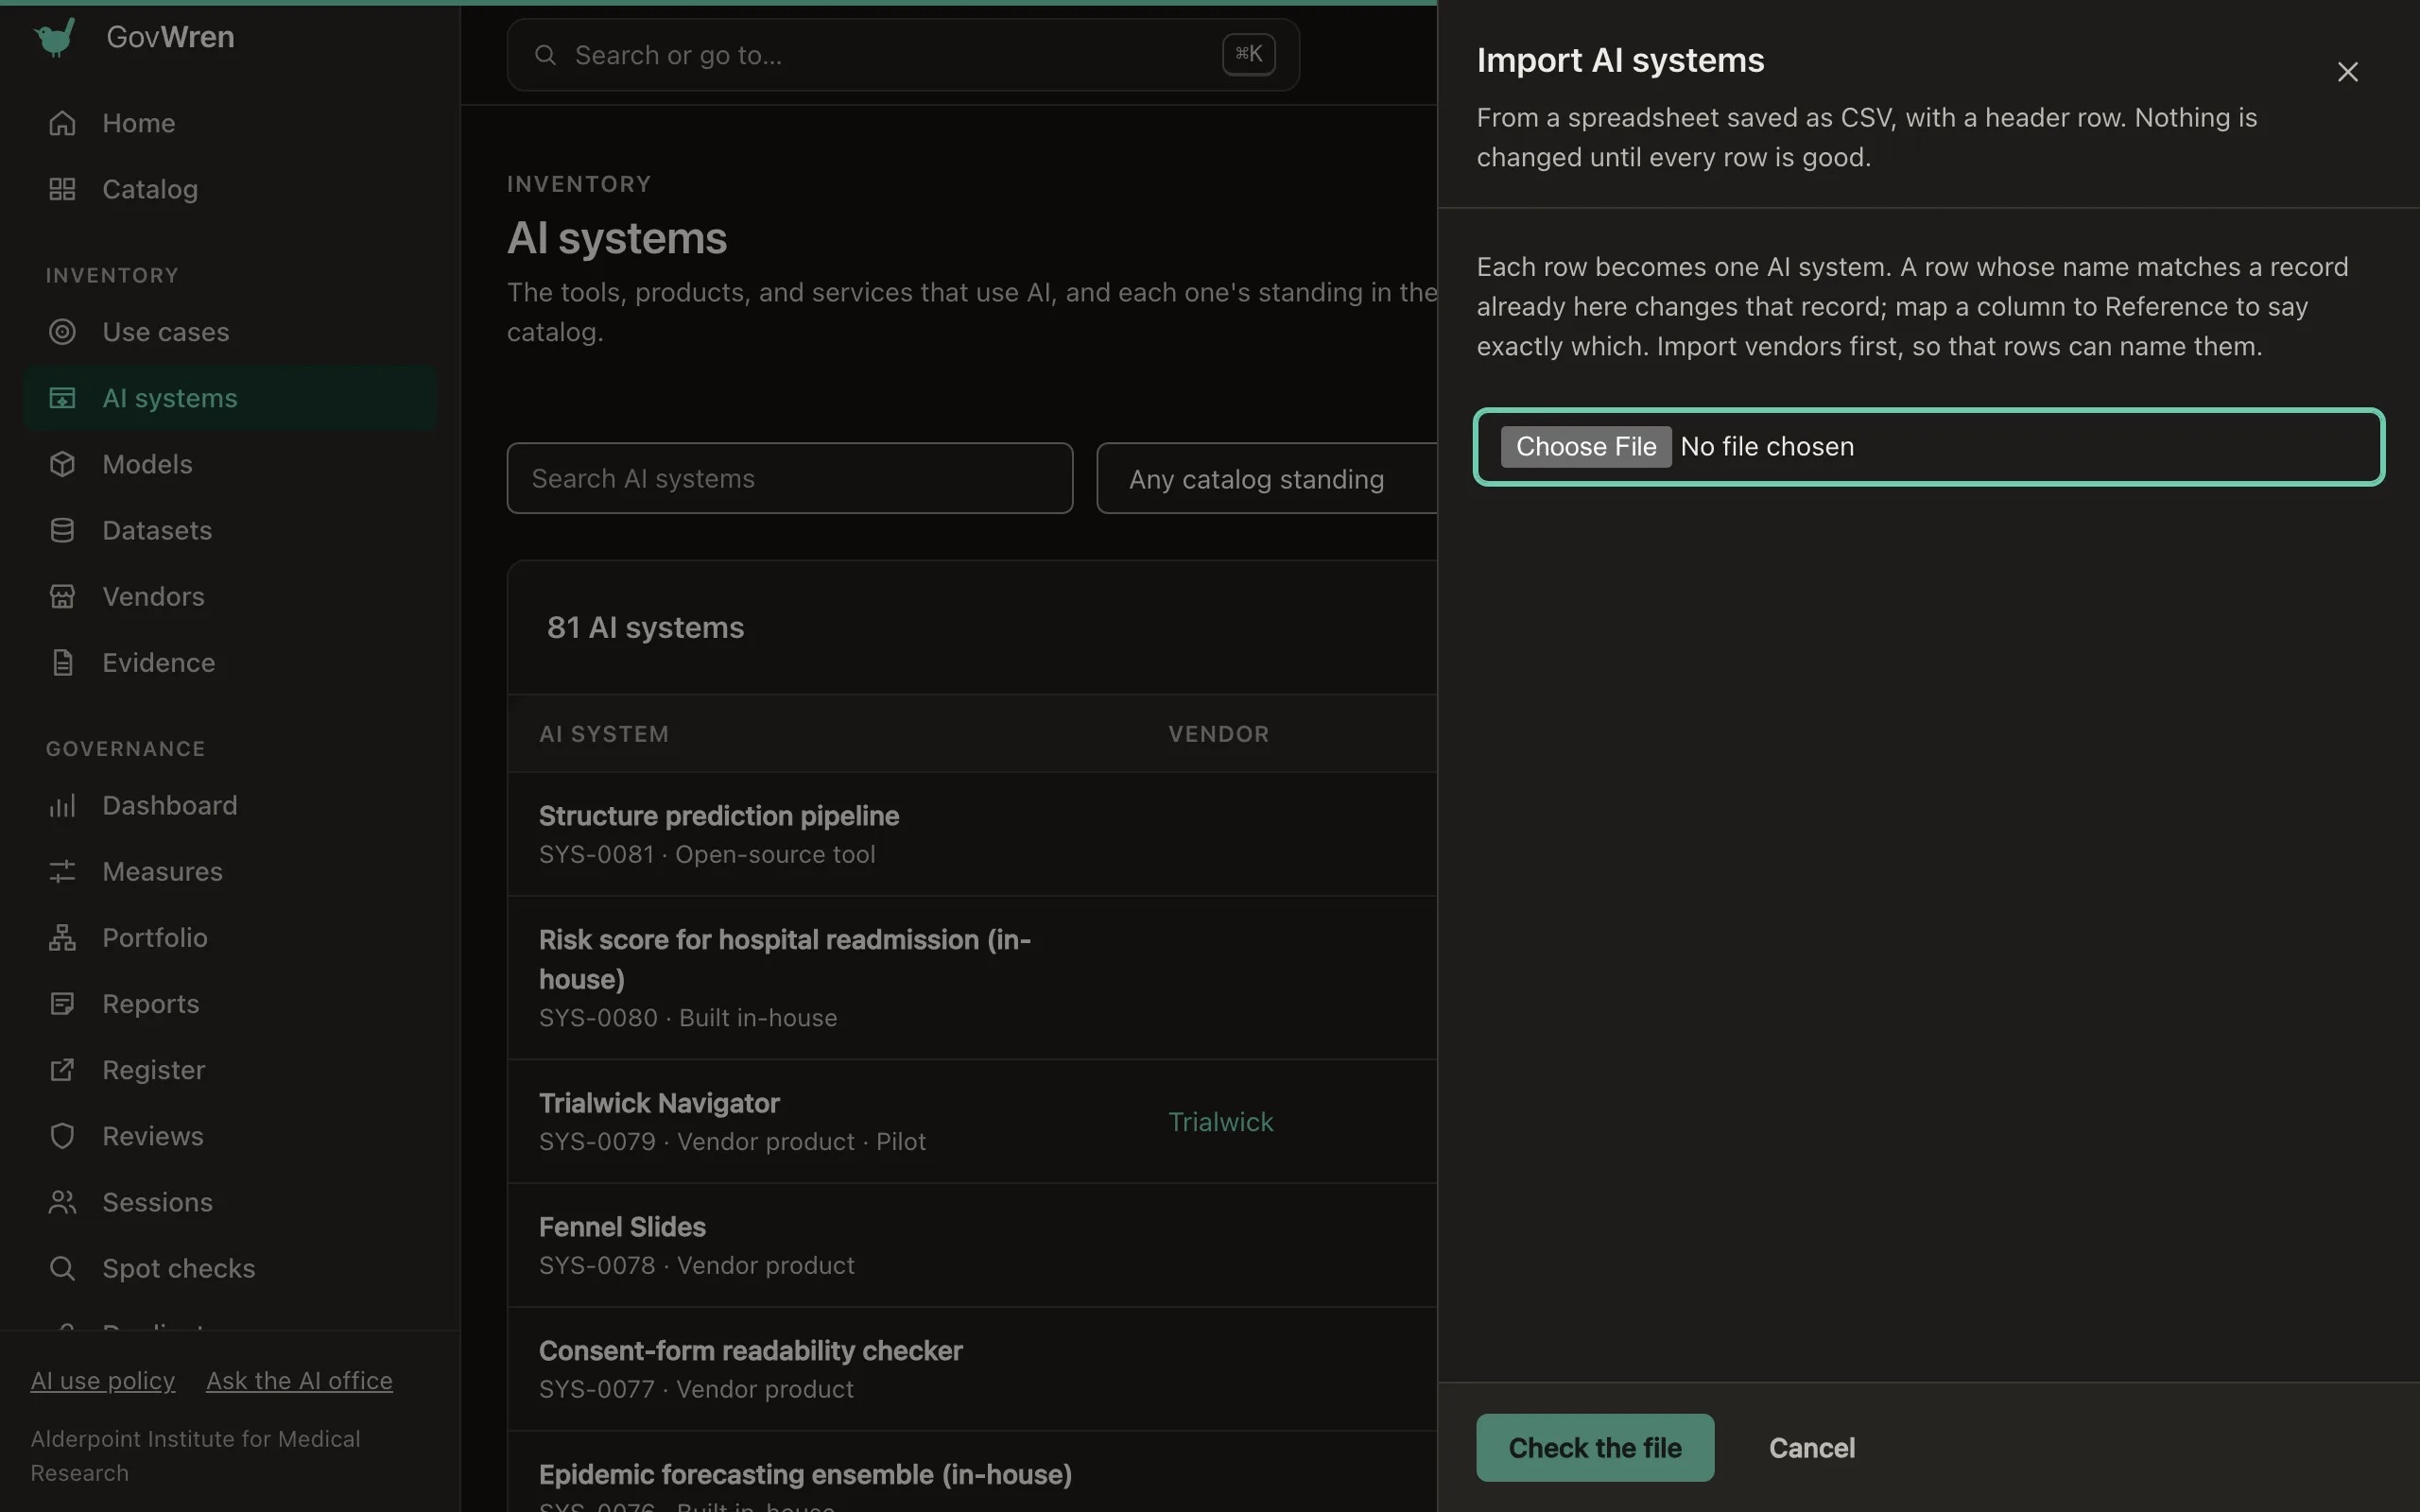 GovWren
Home
Catalog
INVENTORY
Use cases
AI systems
Models
Datasets
Vendors
Evidence
GOVERNANCE
Dashboard
Measures
Portfolio
Reports
Register
Reviews
Sessions
Spot checks
AI use policy
Ask the AI office
Alderpoint Institute for Medical
Research
Search or go to...
⌘K
INVENTORY
AI systems
The tools, products, and services that use AI, and each one's standing in the
catalog.
Search AI systems
Any catalog standing
81 AI systems
AI SYSTEM
VENDOR
Structure prediction pipeline
SYS-0081 · Open-source tool
Risk score for hospital readmission (in-
house)
SYS-0080 · Built in-house
Trialwick Navigator
SYS-0079 · Vendor product · Pilot
Trialwick
Fennel Slides
SYS-0078 · Vendor product
Consent-form readability checker
SYS-0077 · Vendor product
Epidemic forecasting ensemble (in-house)
SYS-0076 · Built in-house
Import AI systems
From a spreadsheet saved as CSV, with a header row. Nothing is
changed until every row is good.
Each row becomes one AI system. A row whose name matches a record
already here changes that record; map a column to Reference to say
exactly which. Import vendors first, so that rows can name them.
Choose File No file chosen
Check the file
Cancel